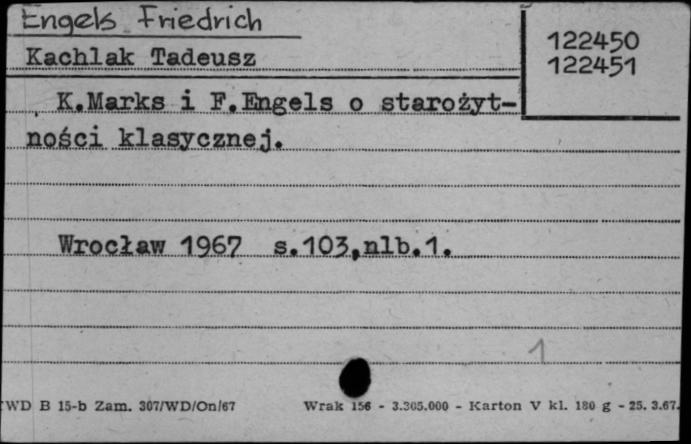 Engels Friedrich
Kachlak Tadeusz
122450
122451
K.Marks i F.Engels o starożyt-
ności klasycznej.
Wrocław 1967 s.103,nlb.1.
1
WD B 15-b Zam. 307/WD/On/67 Wrak 156 - 3.305.000 - Karton V kl. 180 g - 25. 3.67.